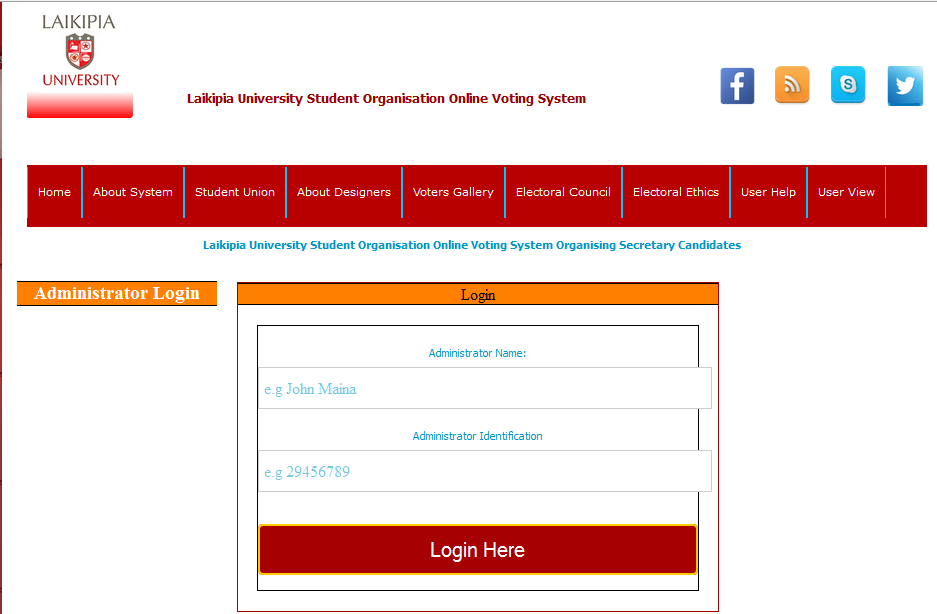 LAIKIPIA
UNIVERSITY
Laikipia University Student Organisation Online Voting System
Home About System Student Union About Designers Voters Gallery Electoral Council Electoral Ethics User Help User View
Laikipia University Student Organisation Online Voting System Organising Secretary Candidates
Administrator Login
Login
Administrator Name:
e.g John Maina
Administrator Identification
e.g 29456789
Login Here